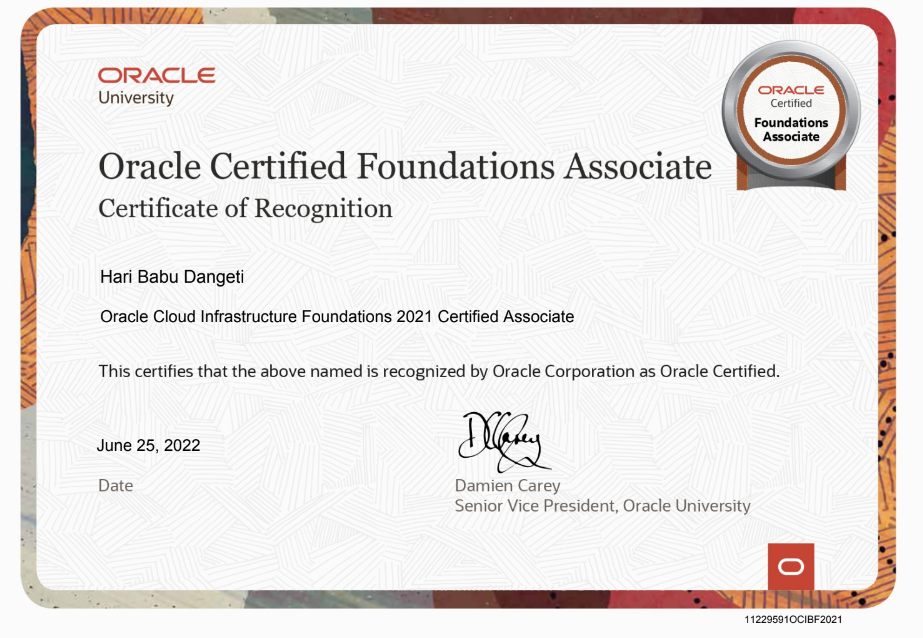 ORACLE
University
ORACLE
Certified
Foundations
Associate
Oracle Certified Foundations Associate
Certificate of Recognition
Hari Babu Dangeti
Oracle Cloud Infrastructure Foundations 2021 Certified Associate
This certifies that the above named is recognized by Oracle Corporation as Oracle Certified.
June 25, 2022
DCarey
Date
Damien Carey
Senior Vice President, Oracle University
11229591OCIBF2021